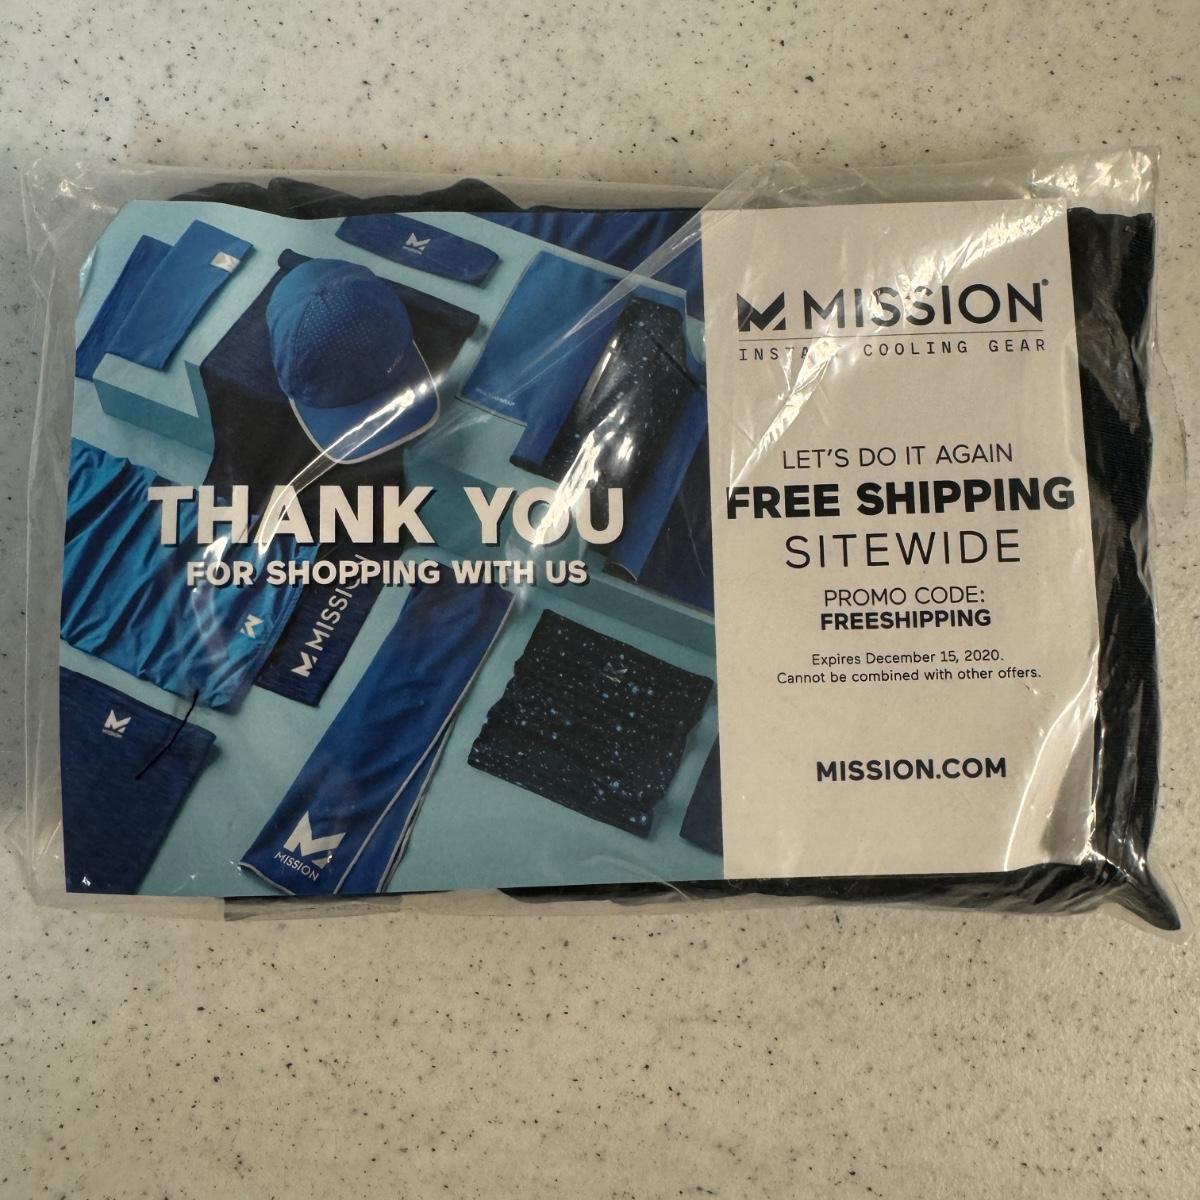 THANK YOU
FOR SHOPPING WITH US
MISSION
MISSION
MISSION
MISSION®
COOLING GEAR
LET'S DO IT AGAIN
FREE SHIPPING
SITEWIDE
PROMO CODE:
FREESHIPPING
Expires December 15, 2020.
Cannot be combined with other offers.
MISSION.COM